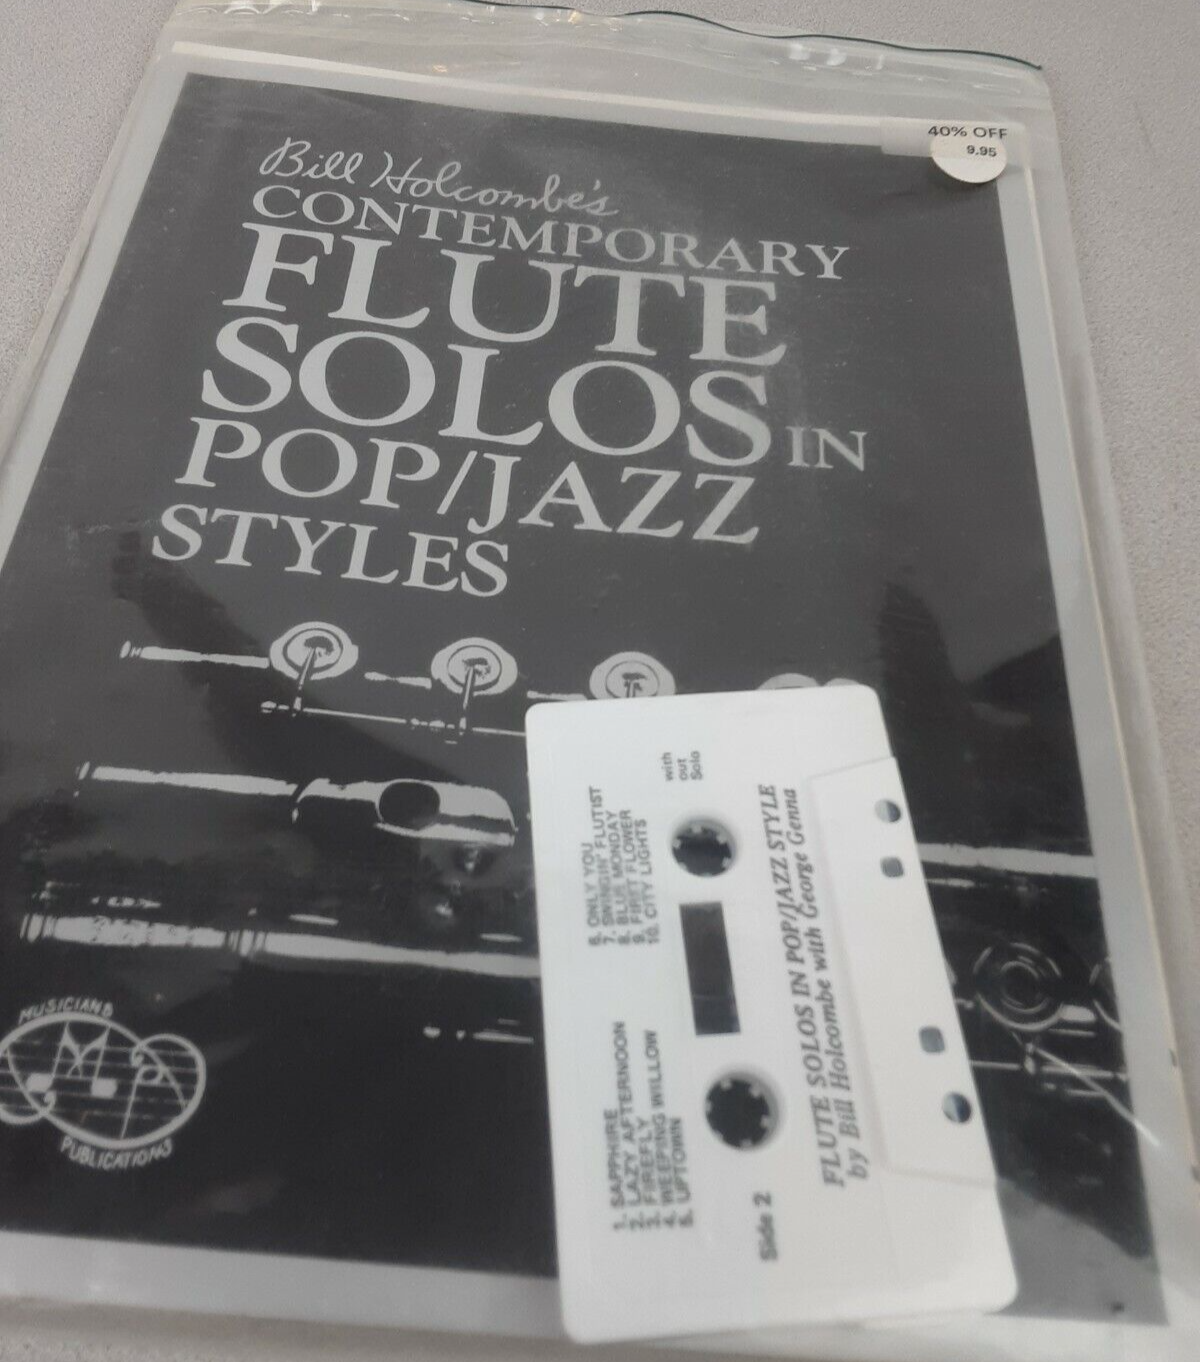 40% OFF
9.95
Bill Holcombe's
CONTEMPORARY
FLUTE
SOLOS IN
POP/JAZZ
STYLES
MUSICIANS
PUBLICATIONS
FLUTE SOLOS IN POP/JAZZ STYLE
by Bill Holcombe with George Genna
Side 2
with
out
Solo
1. SAPPHIRE
2. LAZY AFTERNOON
3. FIREFLY
4. WEEPING WILLOW
5. UPTOWN
6. ONLY YOU
7. SWINGIN' FLUTIST
8. BLUE MONDAY
9. FIRET FLOWER
10. CITY LIGHTS